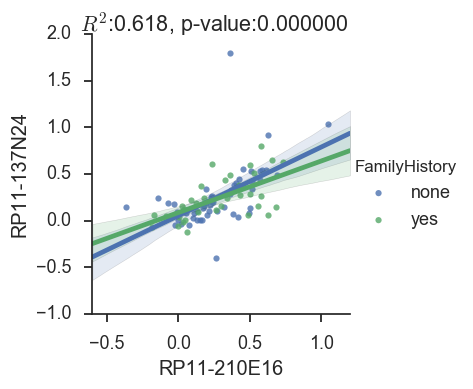 R²:0.618, p-value:0.000000
2.0
1.5
1.0
0.5
0.0
−0.5
−1.0
RP11-137N24
−0.5 0.0 0.5 1.0
RP11-210E16
FamilyHistory
none
yes